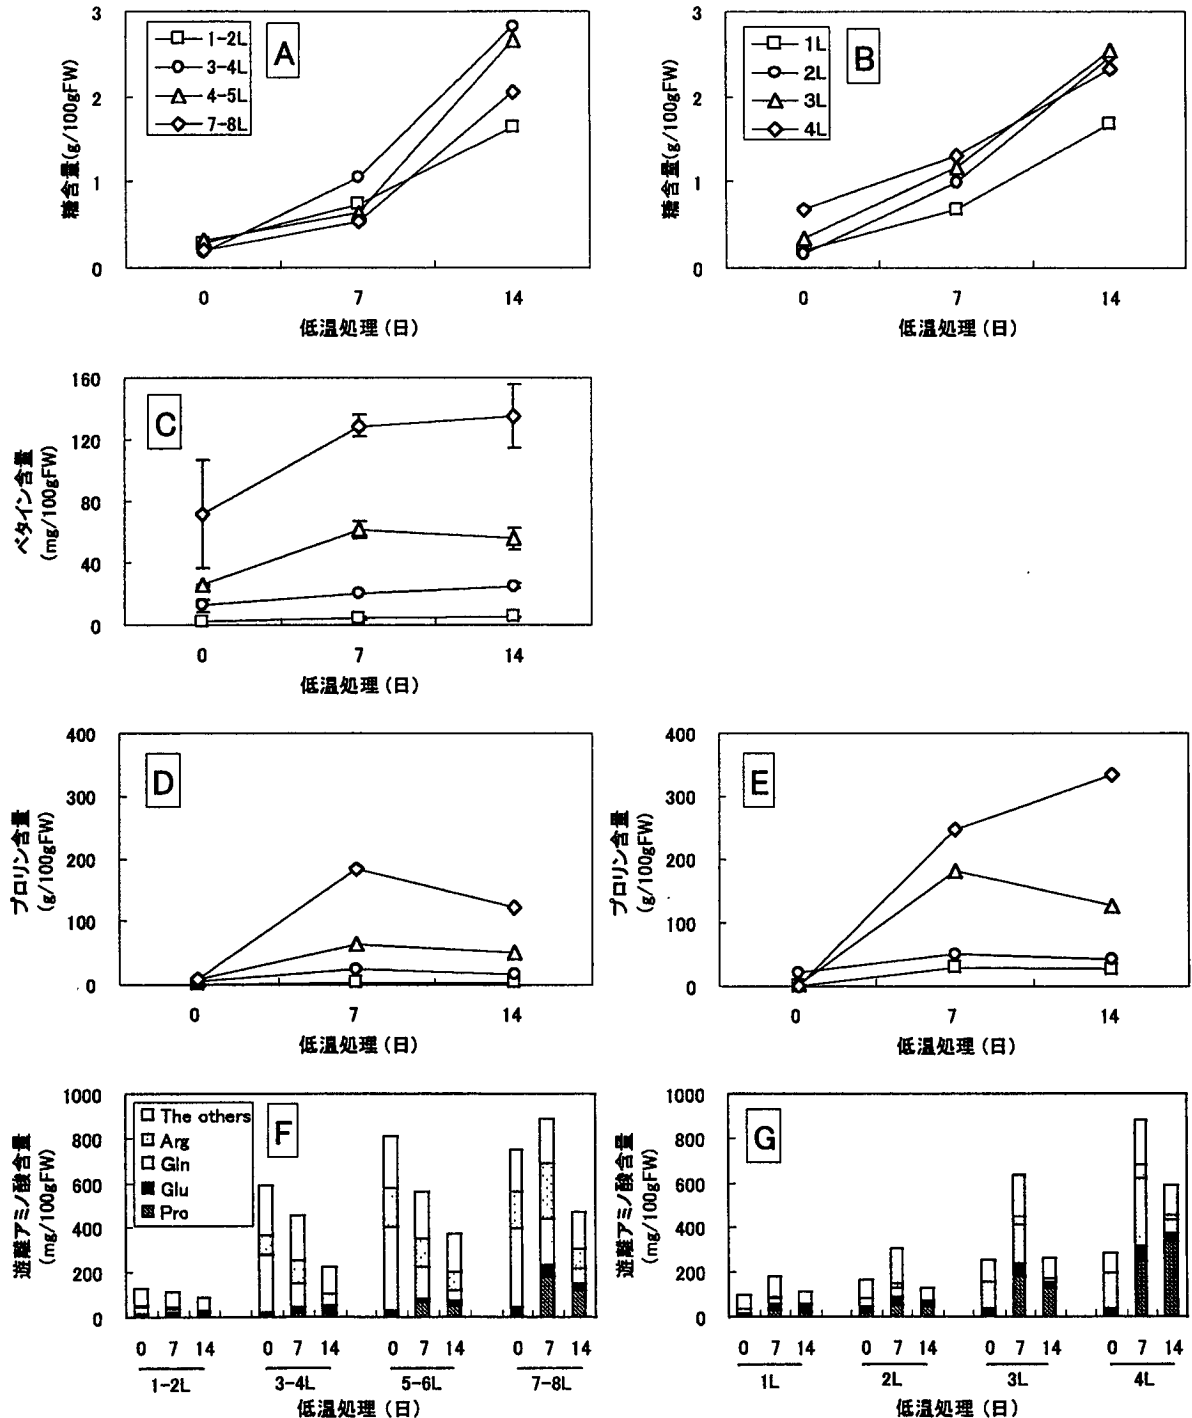 A
1-2L
3-4L
4-5L
7-8L
糖含量(g/100gFW)
3
2
1
0
0 7 14
低温処理(日)
B
1L
2L
3L
4L
糖含量(g/100gFW)
3
2
1
0
0 7 14
低温処理(日)
C
ベタイン含量
(mg/100gFW)
160
120
80
40
0
0 7 14
低温処理(日)
D
プロリン含量
(g/100gFW)
400
300
200
100
0
0 7 14
低温処理(日)
E
プロリン含量
(g/100gFW)
400
300
200
100
0
0 7 14
低温処理(日)
F
The others
Arg
Gln
Glu
Pro
遊離アミノ酸含量
(mg/100gFW)
1000
800
600
400
200
0
0 7 14 0 7 14 0 7 14 0 7 14
1-2L 3-4L 5-6L 7-8L
低温処理(日)
G
遊離アミノ酸含量
(mg/100gFW)
1000
800
600
400
200
0
0 7 14 0 7 14 0 7 14 0 7 14
1L 2L 3L 4L
低温処理(日)